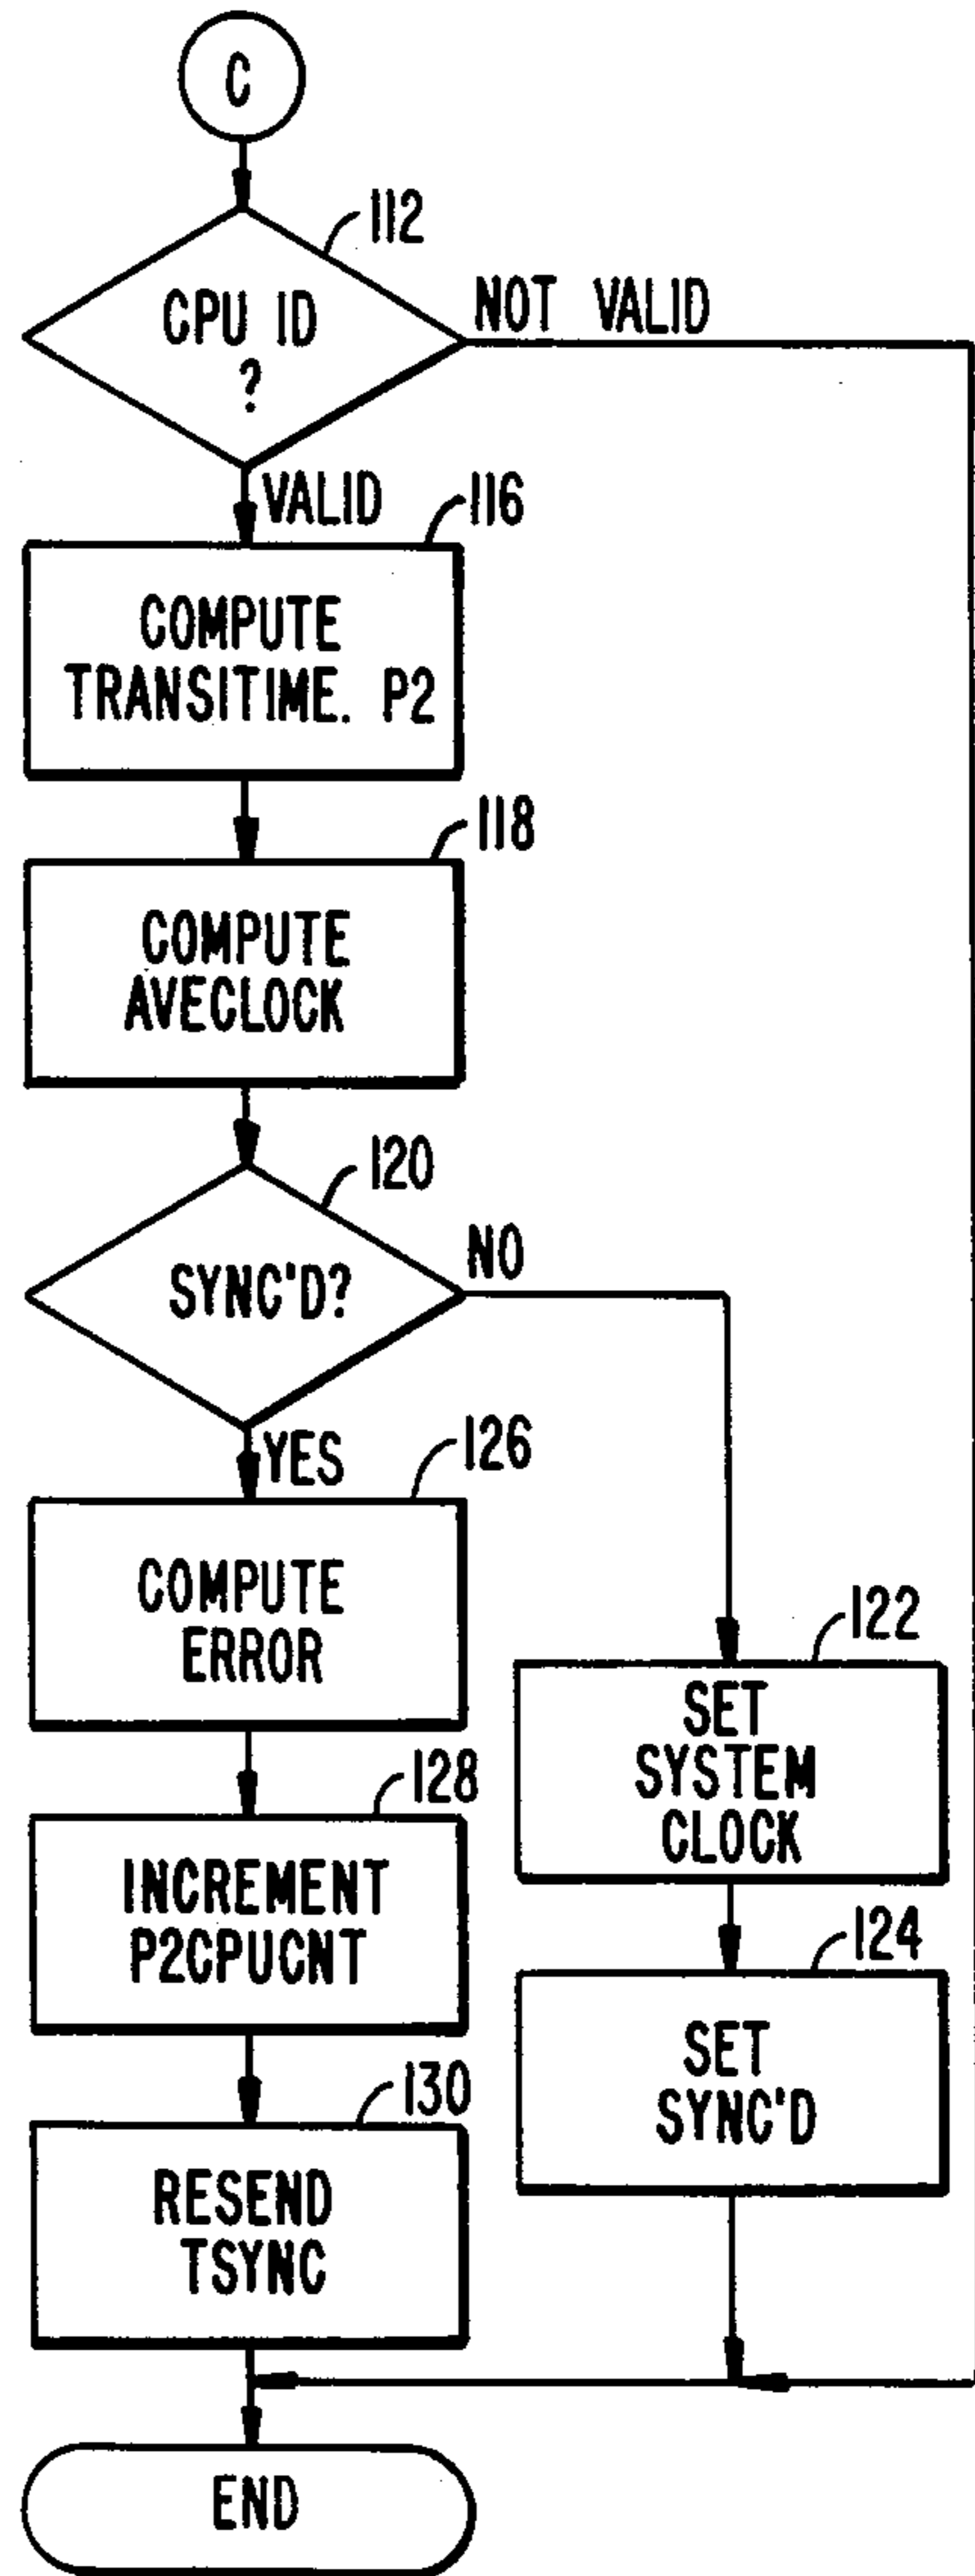 C
112
CPU ID
?
NOT VALID
VALID
116
COMPUTE
TRANSITIME. P2
118
COMPUTE
AVECLOCK
120
SYNC'D?
NO
YES
126
COMPUTE
ERROR
122
SET
SYSTEM
CLOCK
128
INCREMENT
P2CPUCNT
124
SET
SYNC'D
130
RESEND
TSYNC
END